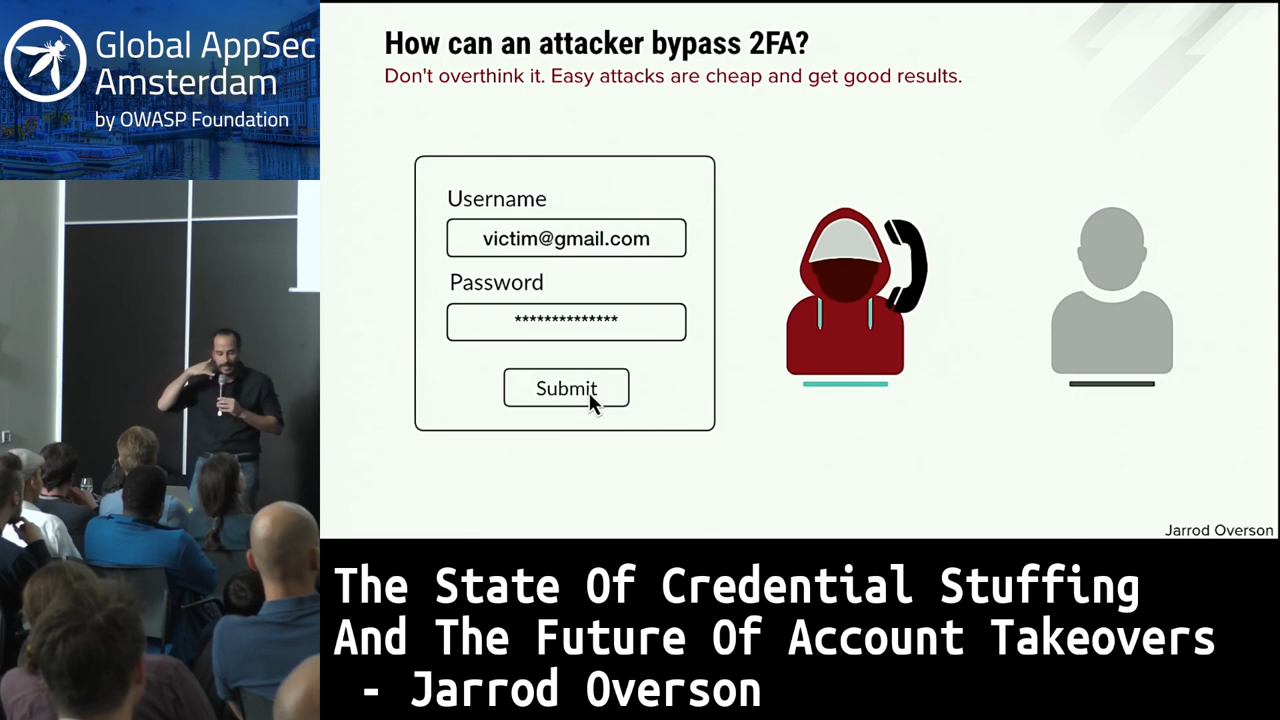 Global AppSec
Amsterdam
by OWASP Foundation
How can an attacker bypass 2FA?
Don't overthink it. Easy attacks are cheap and get good results.
Username
victim@gmail.com
Password
**************
Submit
Jarrod Overson
The State Of Credential Stuffing
And The Future Of Account Takeovers
- Jarrod Overson